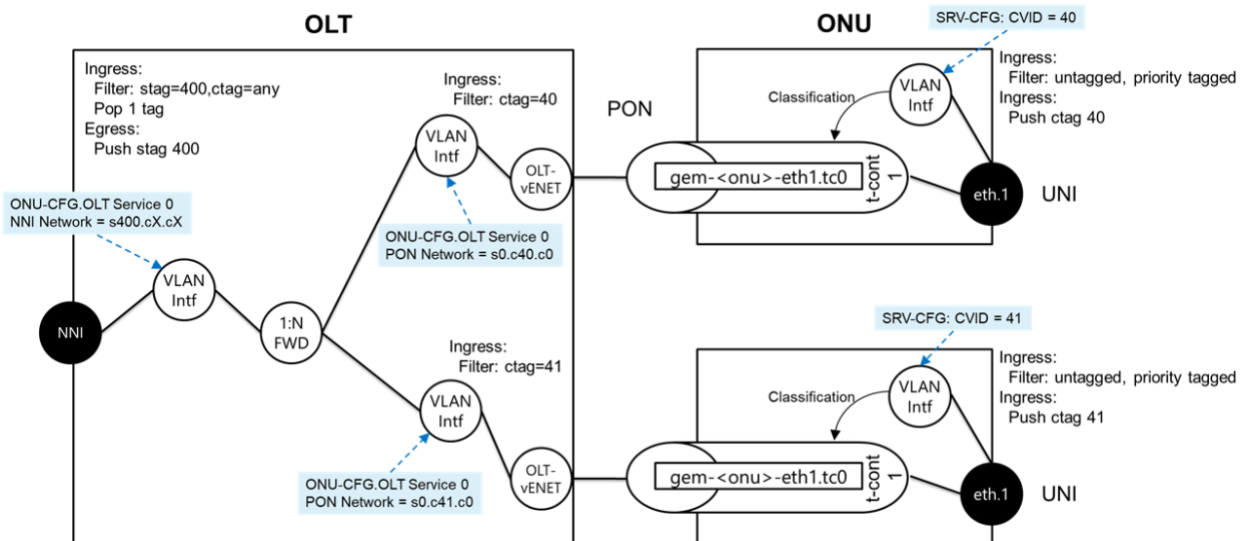 OLT
ONU
SRV-CFG: CVID = 40
Ingress:
Filter: stag=400,ctag=any
Pop 1 tag
Egress:
Push stag 400
Ingress:
Filter: ctag=40
PON
Classification
VLAN
Intf
Ingress:
Filter: untagged, priority tagged
Ingress:
Push ctag 40
VLAN
Intf
OLT-
vENET
gem-<onu>-eth1.tc0
t-cont
1
eth.1
UNI
ONU-CFG.OLT Service 0
NNI Network = s400.cX.cX
ONU-CFG.OLT Service 0
PON Network = s0.c40.c0
VLAN
Intf
NNI
1:N
FWD
SRV-CFG: CVID = 41
Ingress:
Filter: ctag=41
VLAN
Intf
Classification
VLAN
Intf
Ingress:
Filter: untagged, priority tagged
Ingress:
Push ctag 41
ONU-CFG.OLT Service 0
PON Network = s0.c41.c0
OLT-
vENET
gem-<onu>-eth1.tc0
t-cont
1
eth.1
UNI